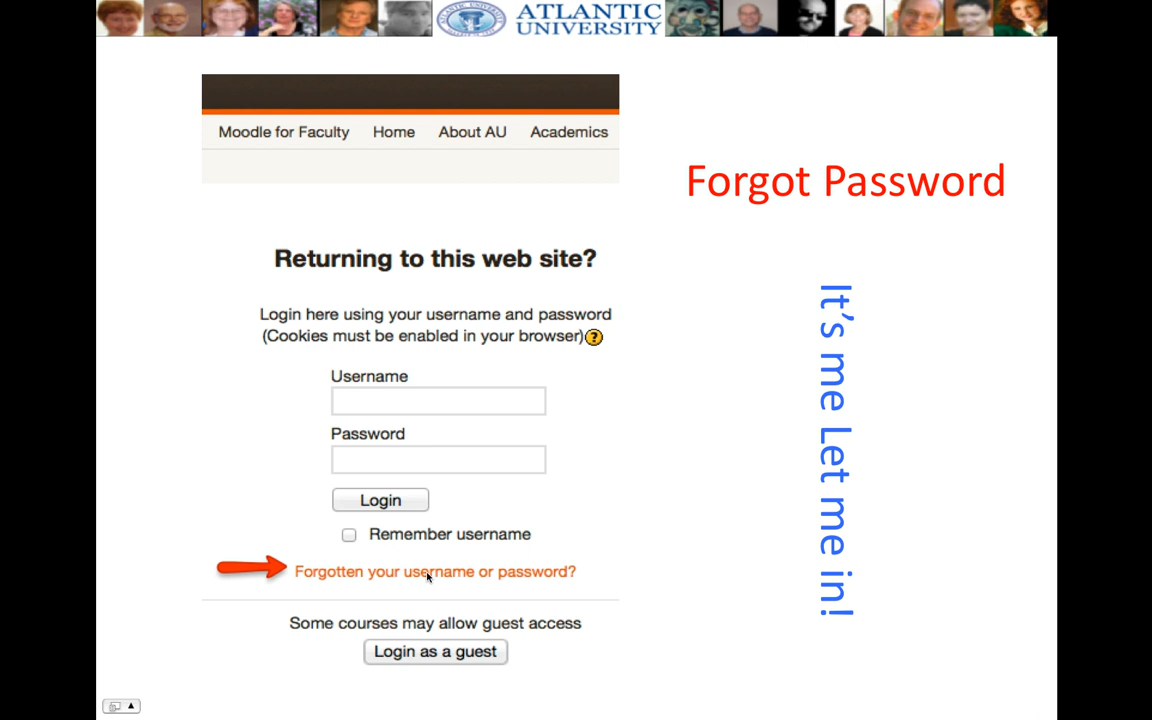 ATLANTIC
UNIVERSITY
Moodle for Faculty Home About AU Academics
Forgot Password
Returning to this web site?
Login here using your username and password
(Cookies must be enabled in your browser)?
Username
Password
Login
Remember username
Forgotten your username or password?
Some courses may allow guest access
Login as a guest
It's me Let me in!